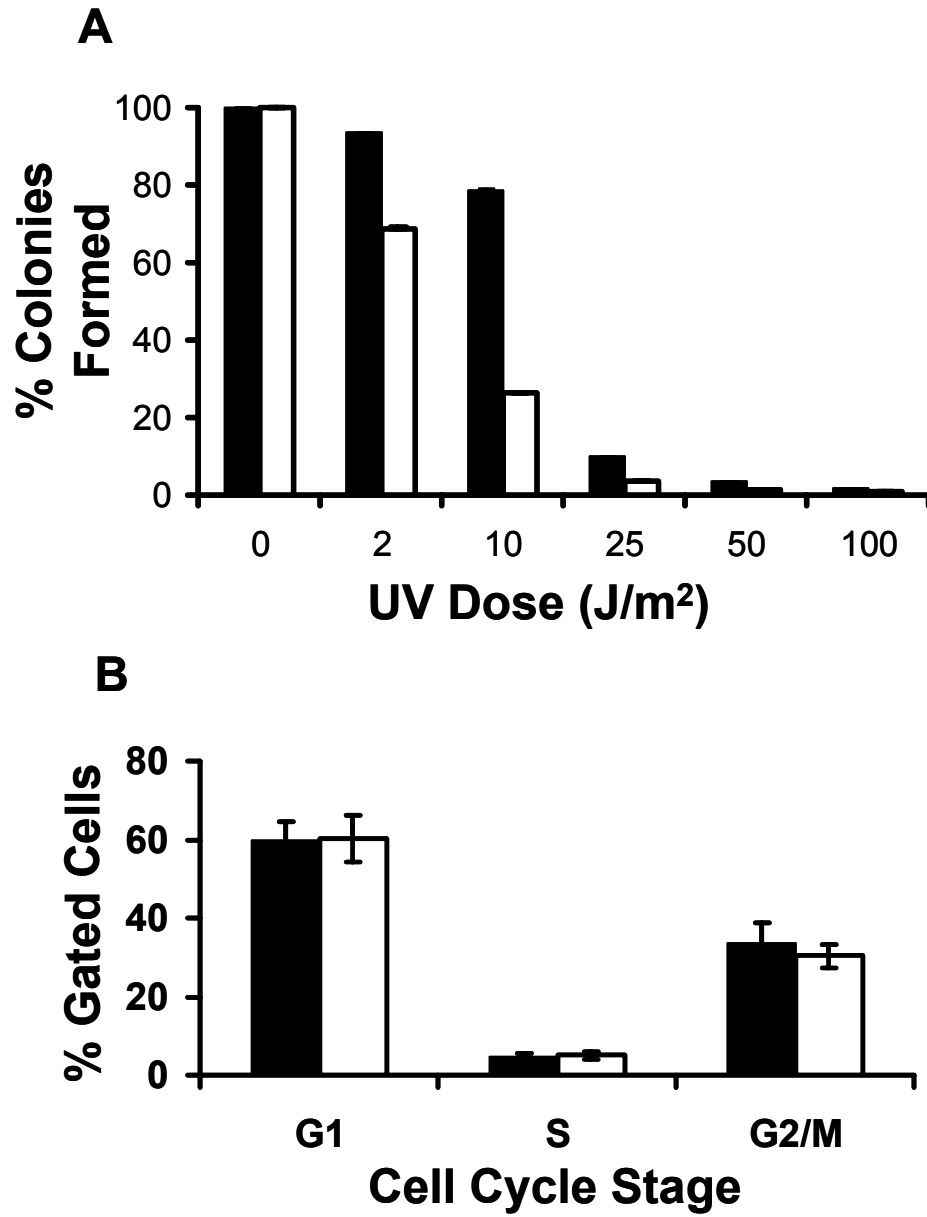 A
100
80
60
40
20
0
% Colonies
Formed
0 2 10 25 50 100
UV Dose (J/m²)
B
80
60
40
20
0
% Gated Cells
G1 S G2/M
Cell Cycle Stage